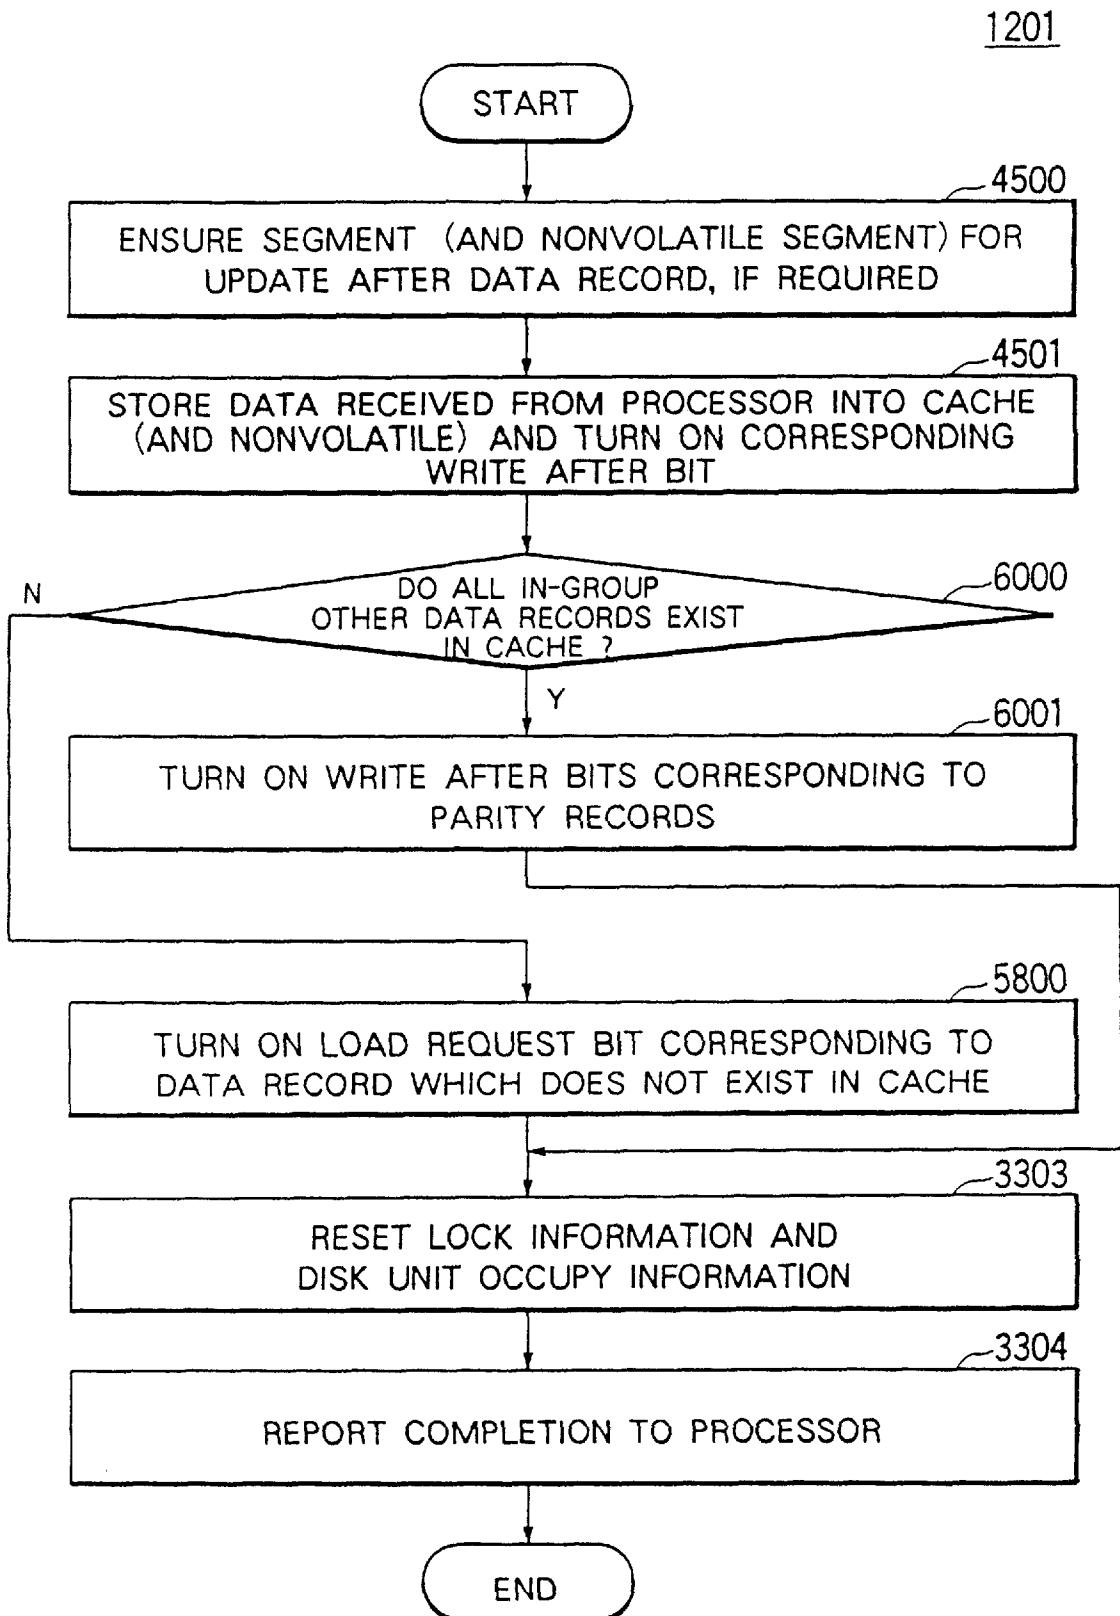 1201
START
4500
ENSURE SEGMENT (AND NONVOLATILE SEGMENT) FOR
UPDATE AFTER DATA RECORD, IF REQUIRED
4501
STORE DATA RECEIVED FROM PROCESSOR INTO CACHE
(AND NONVOLATILE) AND TURN ON CORRESPONDING
WRITE AFTER BIT
6000
N
DO ALL IN-GROUP
OTHER DATA RECORDS EXIST
IN CACHE ?
Y
6001
TURN ON WRITE AFTER BITS CORRESPONDING TO
PARITY RECORDS
5800
TURN ON LOAD REQUEST BIT CORRESPONDING TO
DATA RECORD WHICH DOES NOT EXIST IN CACHE
3303
RESET LOCK INFORMATION AND
DISK UNIT OCCUPY INFORMATION
3304
REPORT COMPLETION TO PROCESSOR
END